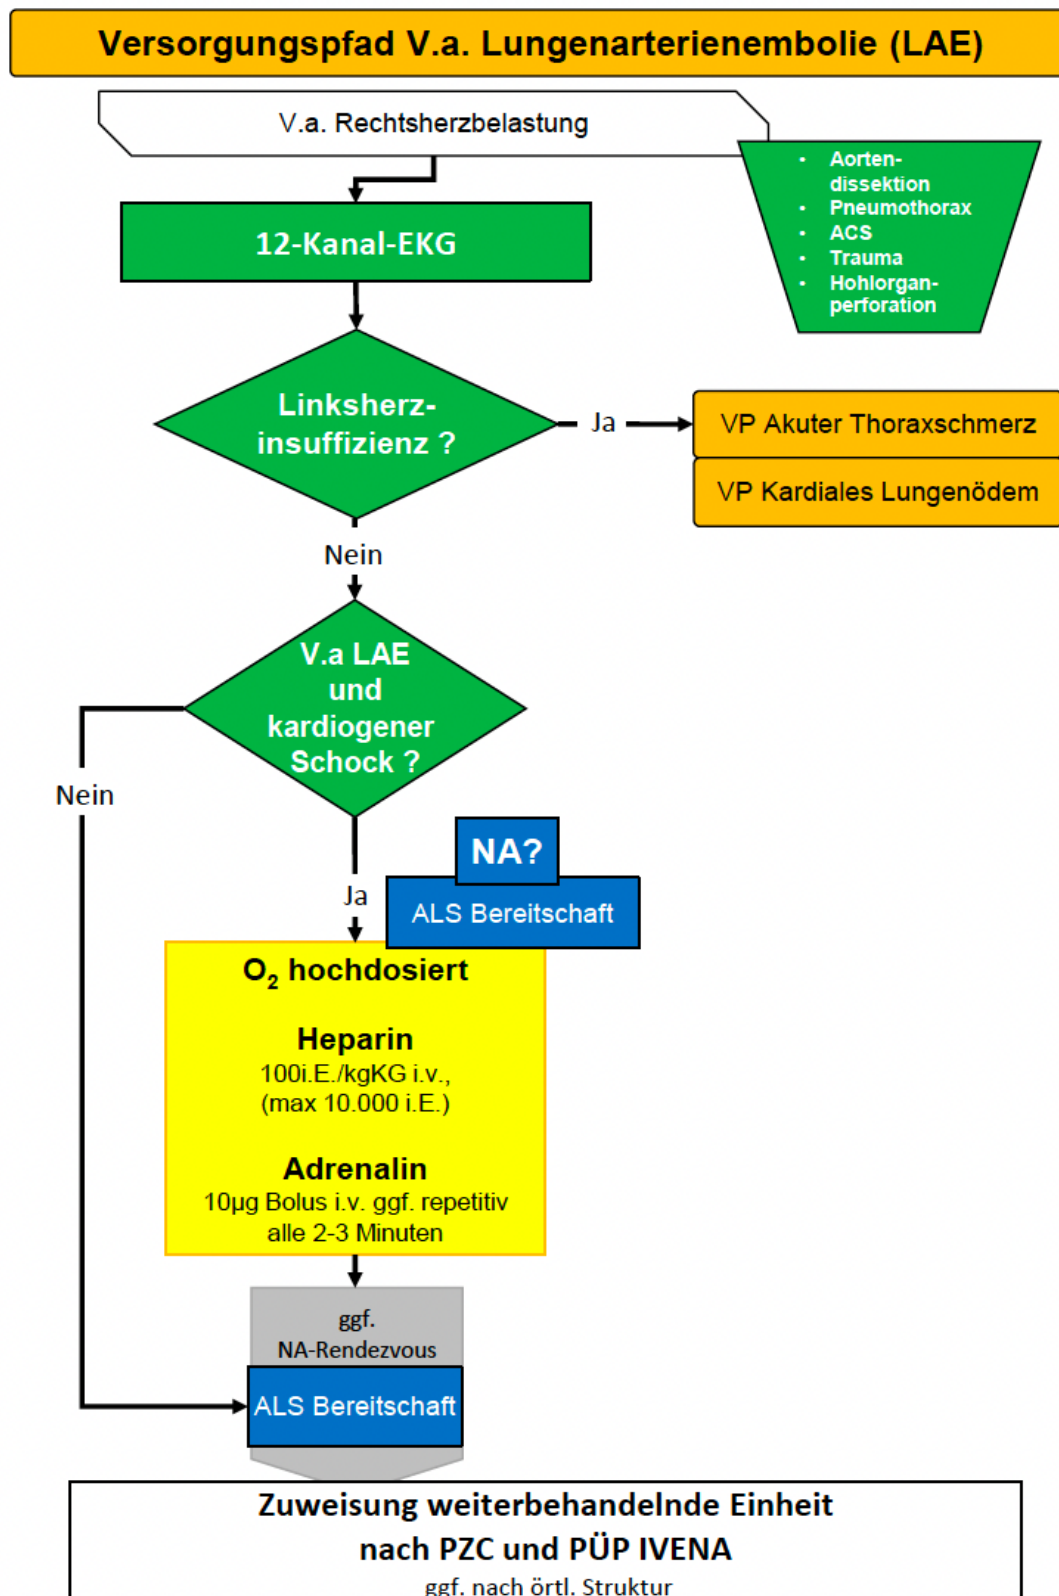 Versorgungspfad V.a. Lungenarterienembolie (LAE)
V.a. Rechtsherzbelastung
• Aorten-
dissektion
• Pneumothorax
• ACS
• Trauma
• Hohlorgan-
perforation
12-Kanal-EKG
Linksherz-
insuffizienz ?
Ja
VP Akuter Thoraxschmerz
VP Kardiales Lungenödem
Nein
V.a LAE
und
kardiogener
Schock ?
Nein
Ja
NA?
ALS Bereitschaft
O₂ hochdosiert
Heparin
100i.E./kgKG i.v.,
(max 10.000 i.E.)
Adrenalin
10µg Bolus i.v. ggf. repetitiv
alle 2-3 Minuten
ggf.
NA-Rendezvous
ALS Bereitschaft
Zuweisung weiterbehandelnde Einheit
nach PZC und PÜP IVENA
ggf. nach örtl. Struktur